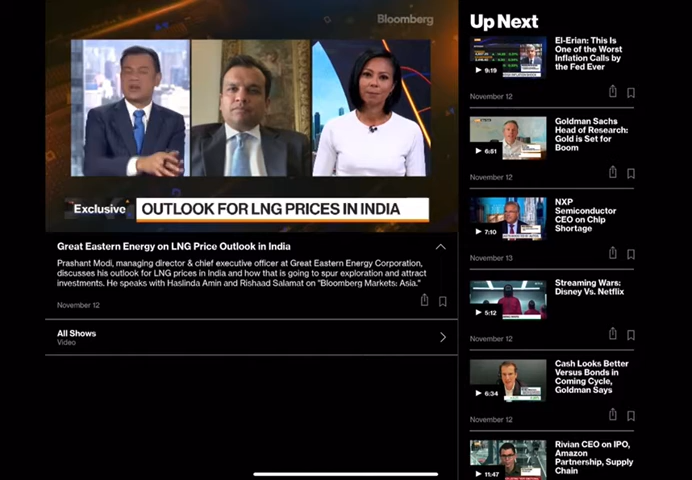 Bloomberg
Exclusive
OUTLOOK FOR LNG PRICES IN INDIA
Great Eastern Energy on LNG Price Outlook in India
Prashant Modi, managing director & chief executive officer at Great Eastern Energy Corporation,
discusses his outlook for LNG prices in India and how that is going to spur exploration and attract
investments. He speaks with Haslinda Amin and Rishaad Salamat on "Bloomberg Markets: Asia."
November 12
All Shows
Video
Up Next
9:19
El-Erian: This Is
One of the Worst
Inflation Calls by
the Fed Ever
November 12
6:51
Goldman Sachs
Head of Research:
Gold is Set for
Boom
November 12
7:10
NXP
Semiconductor
CEO on Chip
Shortage
November 13
5:12
Streaming Wars:
Disney Vs. Netflix
November 12
6:34
Cash Looks Better
Versus Bonds in
Coming Cycle,
Goldman Says
November 12
11:47
Rivian CEO on IPO,
Amazon
Partnership, Supply
Chain